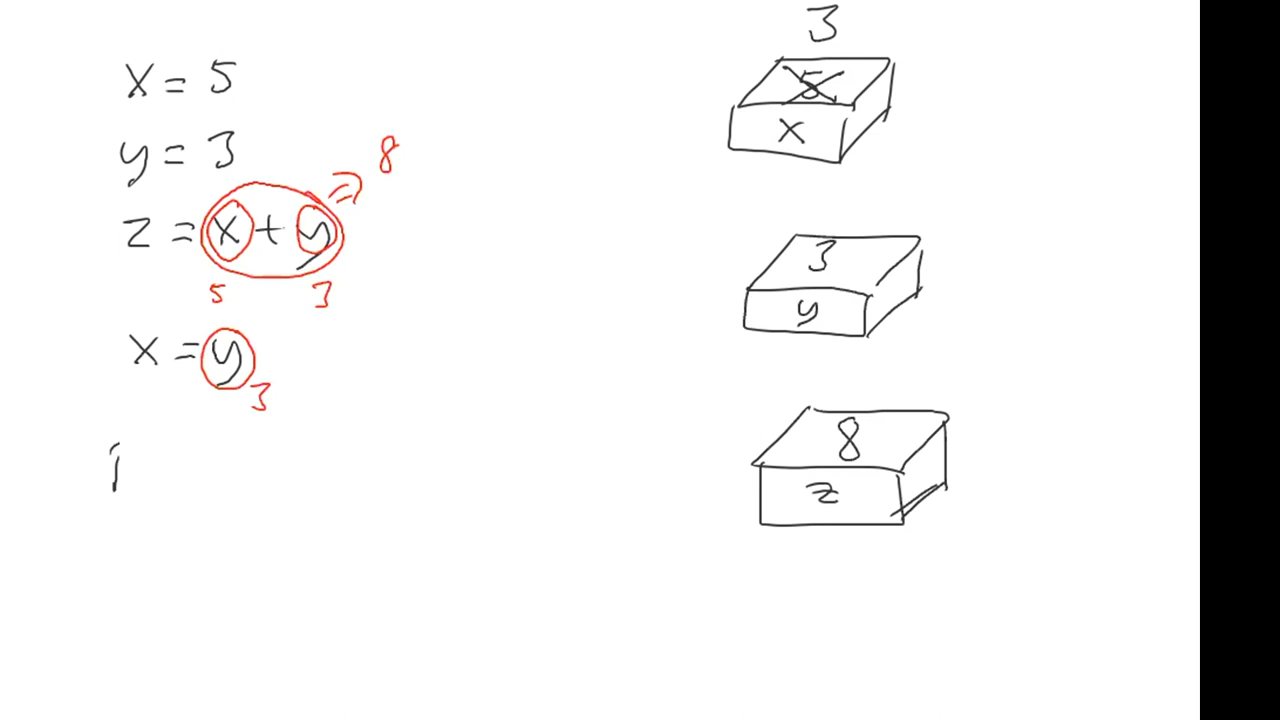 x = 5
y = 3
8
z = x + y
5 3
x = y
3
3
5
x
3
y
8
z